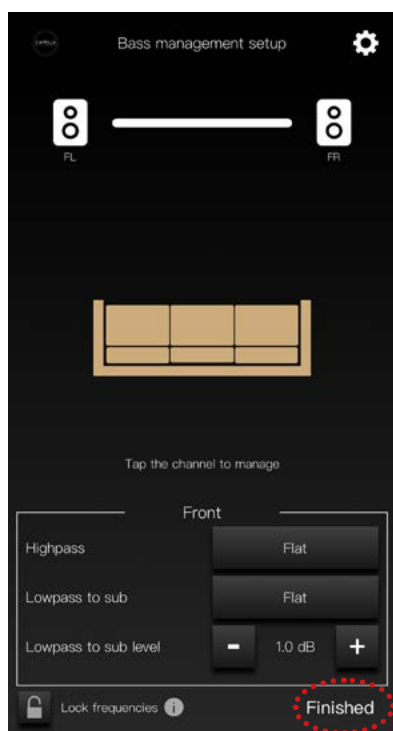 CAPELLA
Bass management setup
FL
FR
Tap the channel to manage
Front
Highpass
Flat
Lowpass to sub
Flat
Lowpass to sub level
-
1.0 dB
+
Lock frequencies i
Finished